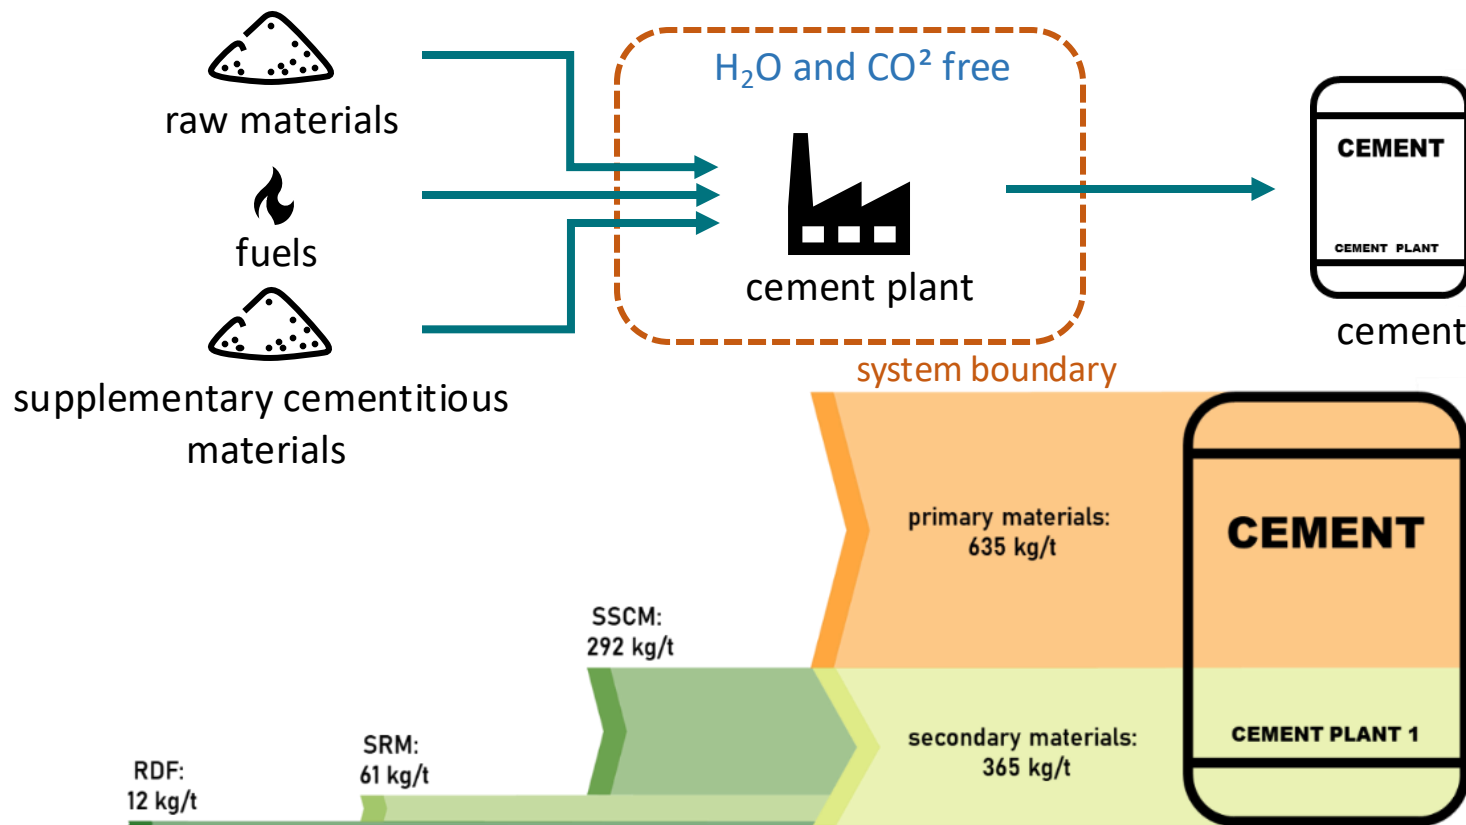 raw materials
fuels
supplementary cementitious
materials
H₂O and CO² free
cement plant
system boundary
CEMENT
CEMENT PLANT
cement
primary materials:
635 kg/t
SSCM:
292 kg/t
SRM:
61 kg/t
RDF:
12 kg/t
secondary materials:
365 kg/t
CEMENT
CEMENT PLANT 1